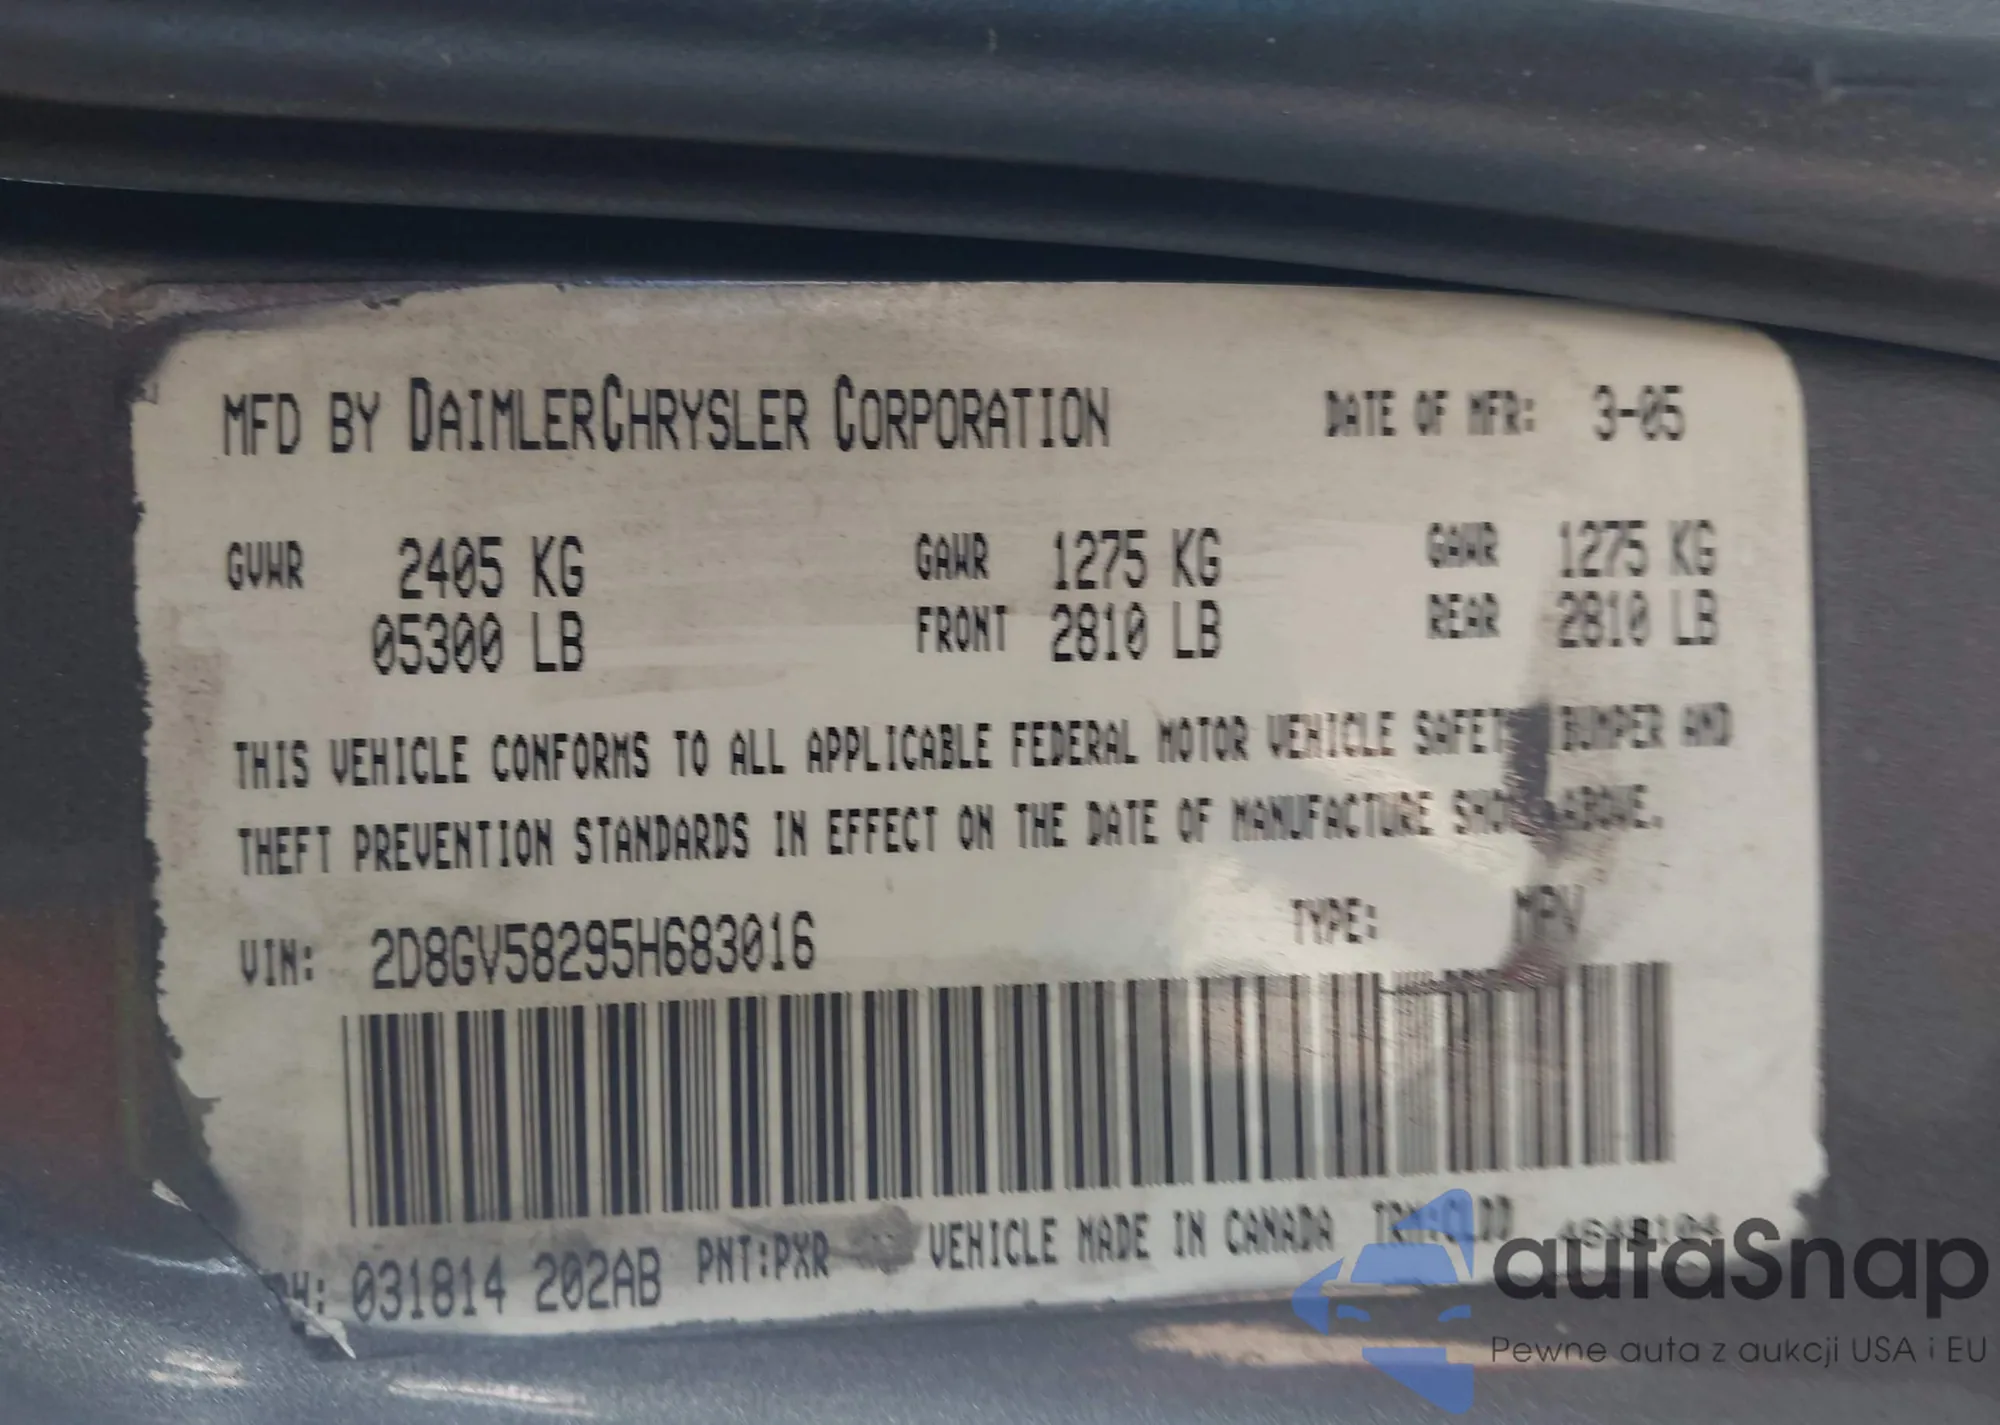 MFD BY DAIMLERCHRYSLER CORPORATION DATE OF MFR: 3-05
GVWR 2405 KG GAWR 1275 KG GAWR 1275 KG
05300 LB FRONT 2810 LB REAR 2810 LB
THIS VEHICLE CONFORMS TO ALL APPLICABLE FEDERAL MOTOR VEHICLE SAFETY BUMPER AND
THEFT PREVENTION STANDARDS IN EFFECT ON THE DATE OF MANUFACTURE SHOWN ABOVE.
VIN: 2D8GV58295H683016 TYPE: MPV
031814 202AB PNT:PXR VEHICLE MADE IN CANADA
autaSnap
Pewne auta z aukcji USA i EU